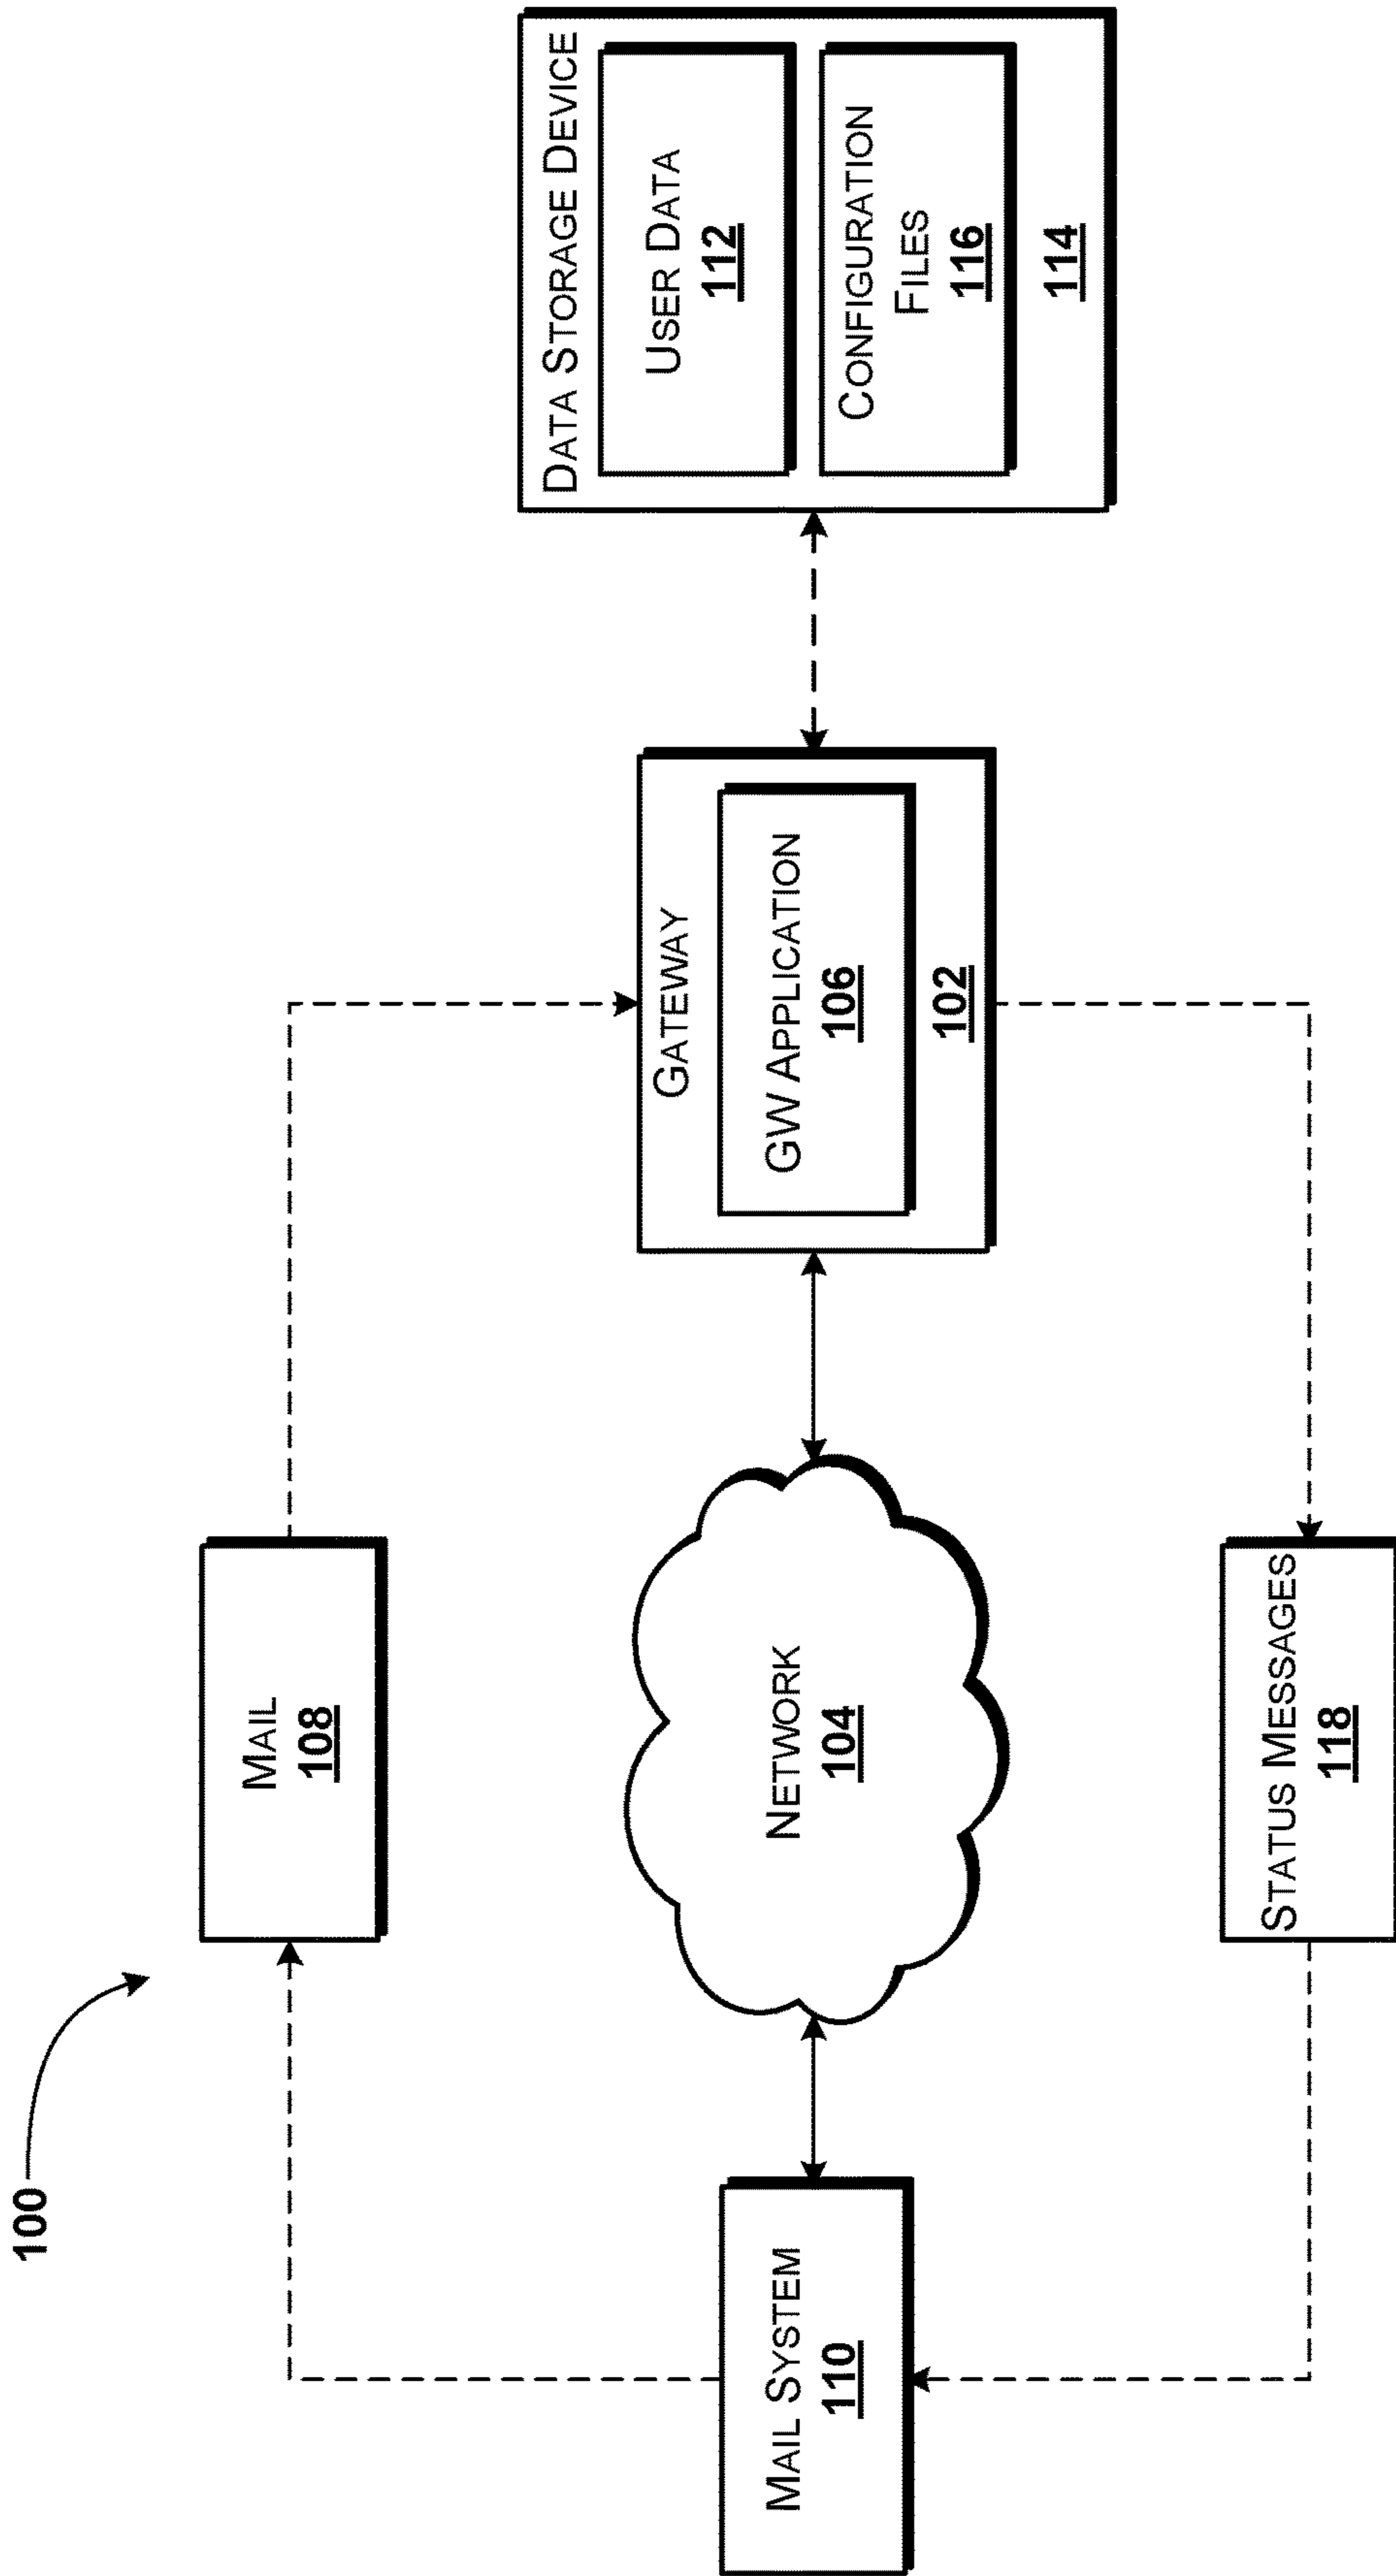 100
MAIL
108
MAIL SYSTEM
110
NETWORK
104
GATEWAY
GW APPLICATION
106
102
DATA STORAGE DEVICE
USER DATA
112
CONFIGURATION
FILES
116
114
STATUS MESSAGES
118